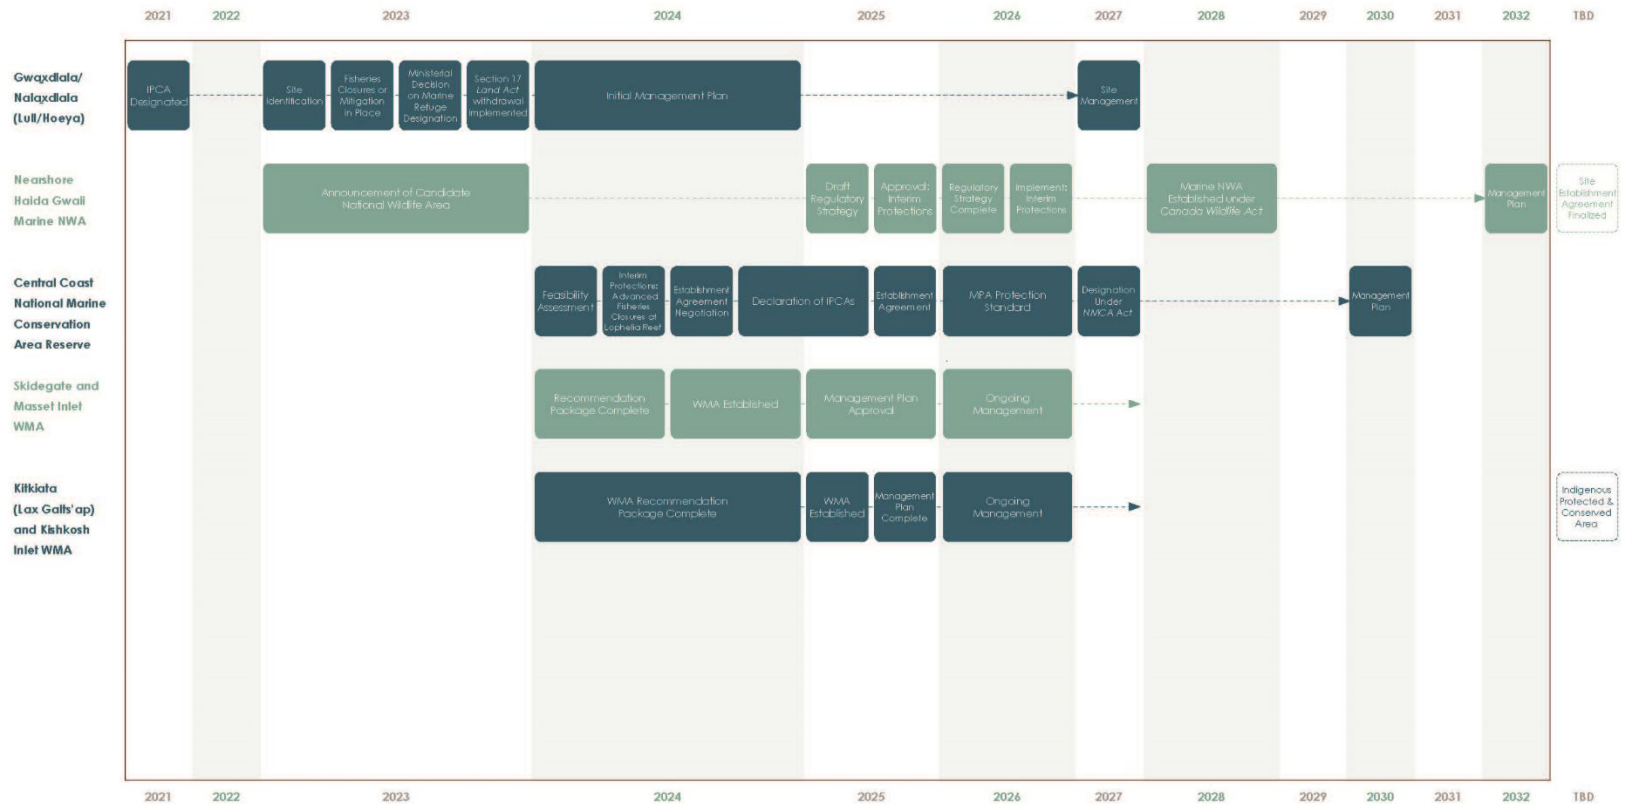 2021 2022 2023 2024 2025 2026 2027 2028 2029 2030 2031 2032 TBD
Gwa̱xdlala/
Nala̱xdlala
(Lull/Hoeya)
IPCA
Designated
Site
Identification
Fisheries
Closures or
Mitigation
in Place
Ministerial
Decision
on Marine
Refuge
Designation
Section 17
Land Act
withdrawal
implemented
Initial Management Plan
Site
Management
Nearshore
Haida Gwaii
Marine NWA
Announcement of Candidate
National Wildlife Area
Draft
Regulatory
Strategy
Approval:
Interim
Protections
Regulatory
Strategy
Complete
Implement:
Interim
Protections
Marine NWA
Established under
Canada Wildlife Act
Management
Plan
Site
Establishment
Agreement
Finalized
Central Coast
National Marine
Conservation
Area Reserve
Feasibility
Assessment
Interim
Protections:
Advanced
Fisheries
Closures at
Lophelia Reef
Establishment
Agreement
Negotiation
Declaration of IPCAs
Establishment
Agreement
MPA Protection
Standard
Designation
Under
NMCA Act
Management
Plan
Skidegate and
Masset Inlet
WMA
Recommendation
Package Complete
WMA Established
Management Plan
Approval
Ongoing
Management
Kitkiata
(Lax Galts'ap)
and Kishkosh
Inlet WMA
WMA Recommendation
Package Complete
WMA
Established
Management
Plan
Complete
Ongoing
Management
Indigenous
Protected &
Conserved
Area
2021 2022 2023 2024 2025 2026 2027 2028 2029 2030 2031 2032 TBD